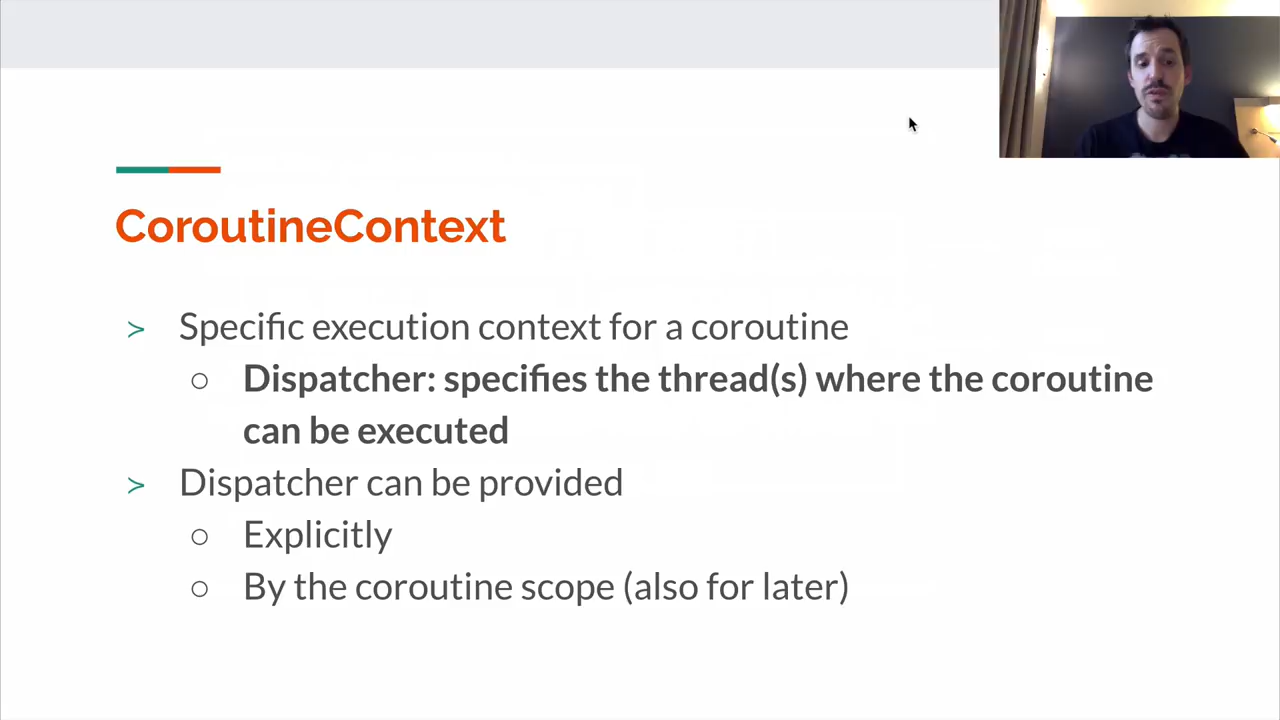 CoroutineContext
≻ Specific execution context for a coroutine
○ Dispatcher: specifies the thread(s) where the coroutine
can be executed
≻ Dispatcher can be provided
○ Explicitly
○ By the coroutine scope (also for later)